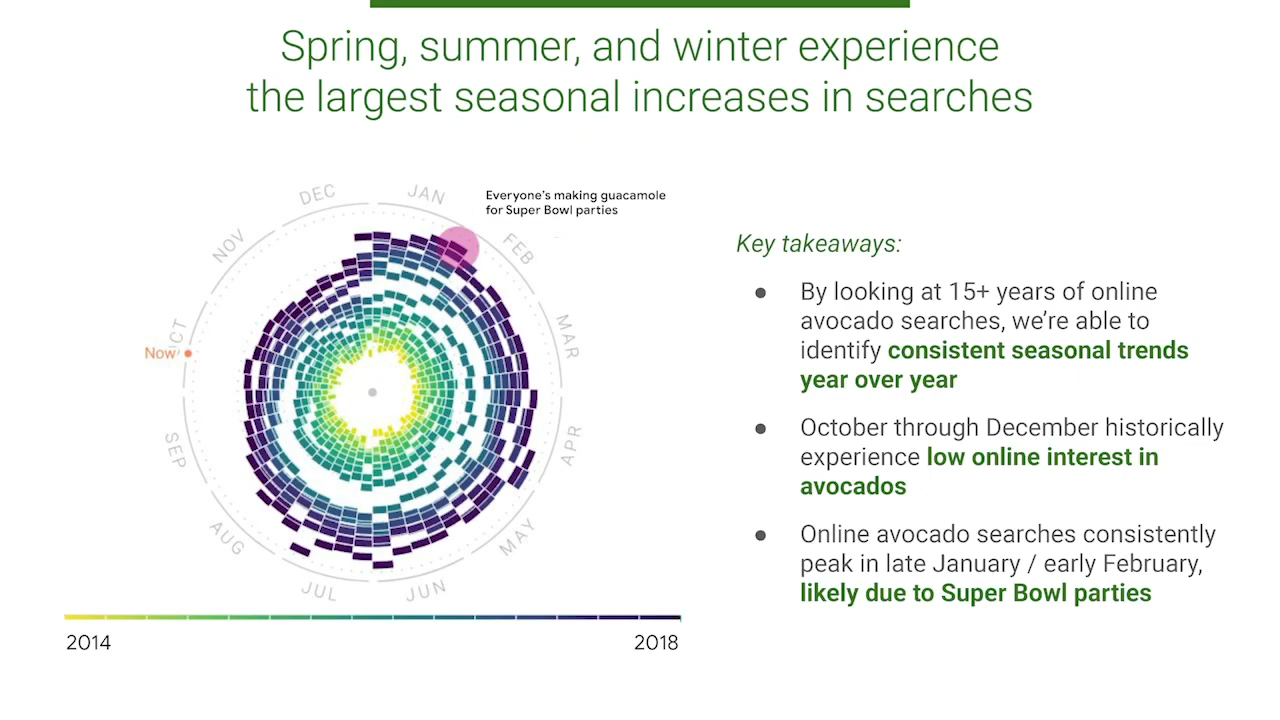 Spring, summer, and winter experience
the largest seasonal increases in searches
DEC
JAN
Everyone's making guacamole
for Super Bowl parties
NOV
FEB
OCT
MAR
Now
SEP
APR
AUG
MAY
JUL
JUN
2014
2018
Key takeaways:
● By looking at 15+ years of online
avocado searches, we're able to
identify consistent seasonal trends
year over year
● October through December historically
experience low online interest in
avocados
● Online avocado searches consistently
peak in late January / early February,
likely due to Super Bowl parties